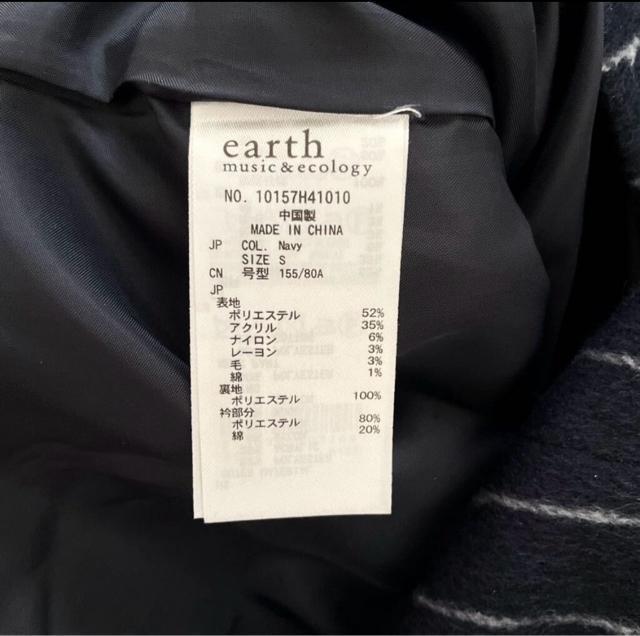 earth
music & ecology
NO. 10157H41010
中国製
MADE IN CHINA
JP COL. Navy
SIZE S
CN 号型 155/80A
JP
表地
ポリエステル 52%
アクリル 35%
ナイロン 6%
レーヨン 3%
毛 3%
綿 1%
裏地
ポリエステル 100%
衿部分
ポリエステル 80%
綿 20%